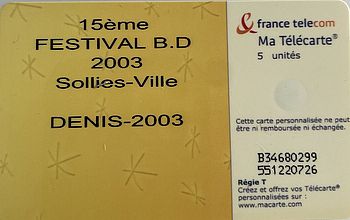 15ème
FESTIVAL B.D
2003
Sollies-Ville
DENIS-2003
france telecom
Ma Télécarte®
5 unités
Cette carte personnalisée ne peut
être ni remboursée ni échangée.
B34680299
551220726
Régie T
Créez et offrez vos Télécarte®
personnalisées sur :
www.macarte.com